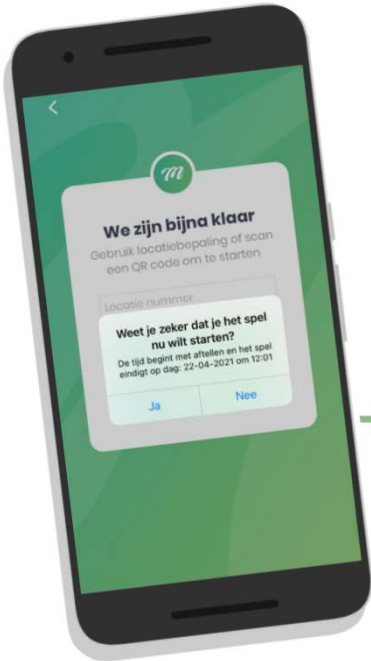 m
We zijn bijna klaar
Gebruik locatiebepaling of scan
een QR code om te starten
Locatie nummer
Weet je zeker dat je het spel
nu wilt starten?
De tijd begint met aftellen en het spel
eindigt op dag: 22-04-2021 om 12:01
Ja Nee